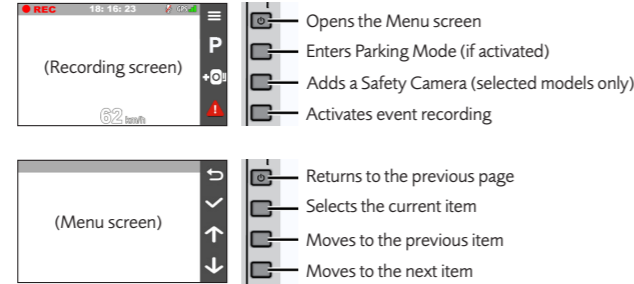 REC 18: 16: 23 GPS
Opens the Menu screen
P
Enters Parking Mode (if activated)
(Recording screen)
Adds a Safety Camera (selected models only)
62 km/h
Activates event recording
Returns to the previous page
Selects the current item
(Menu screen)
Moves to the previous item
Moves to the next item